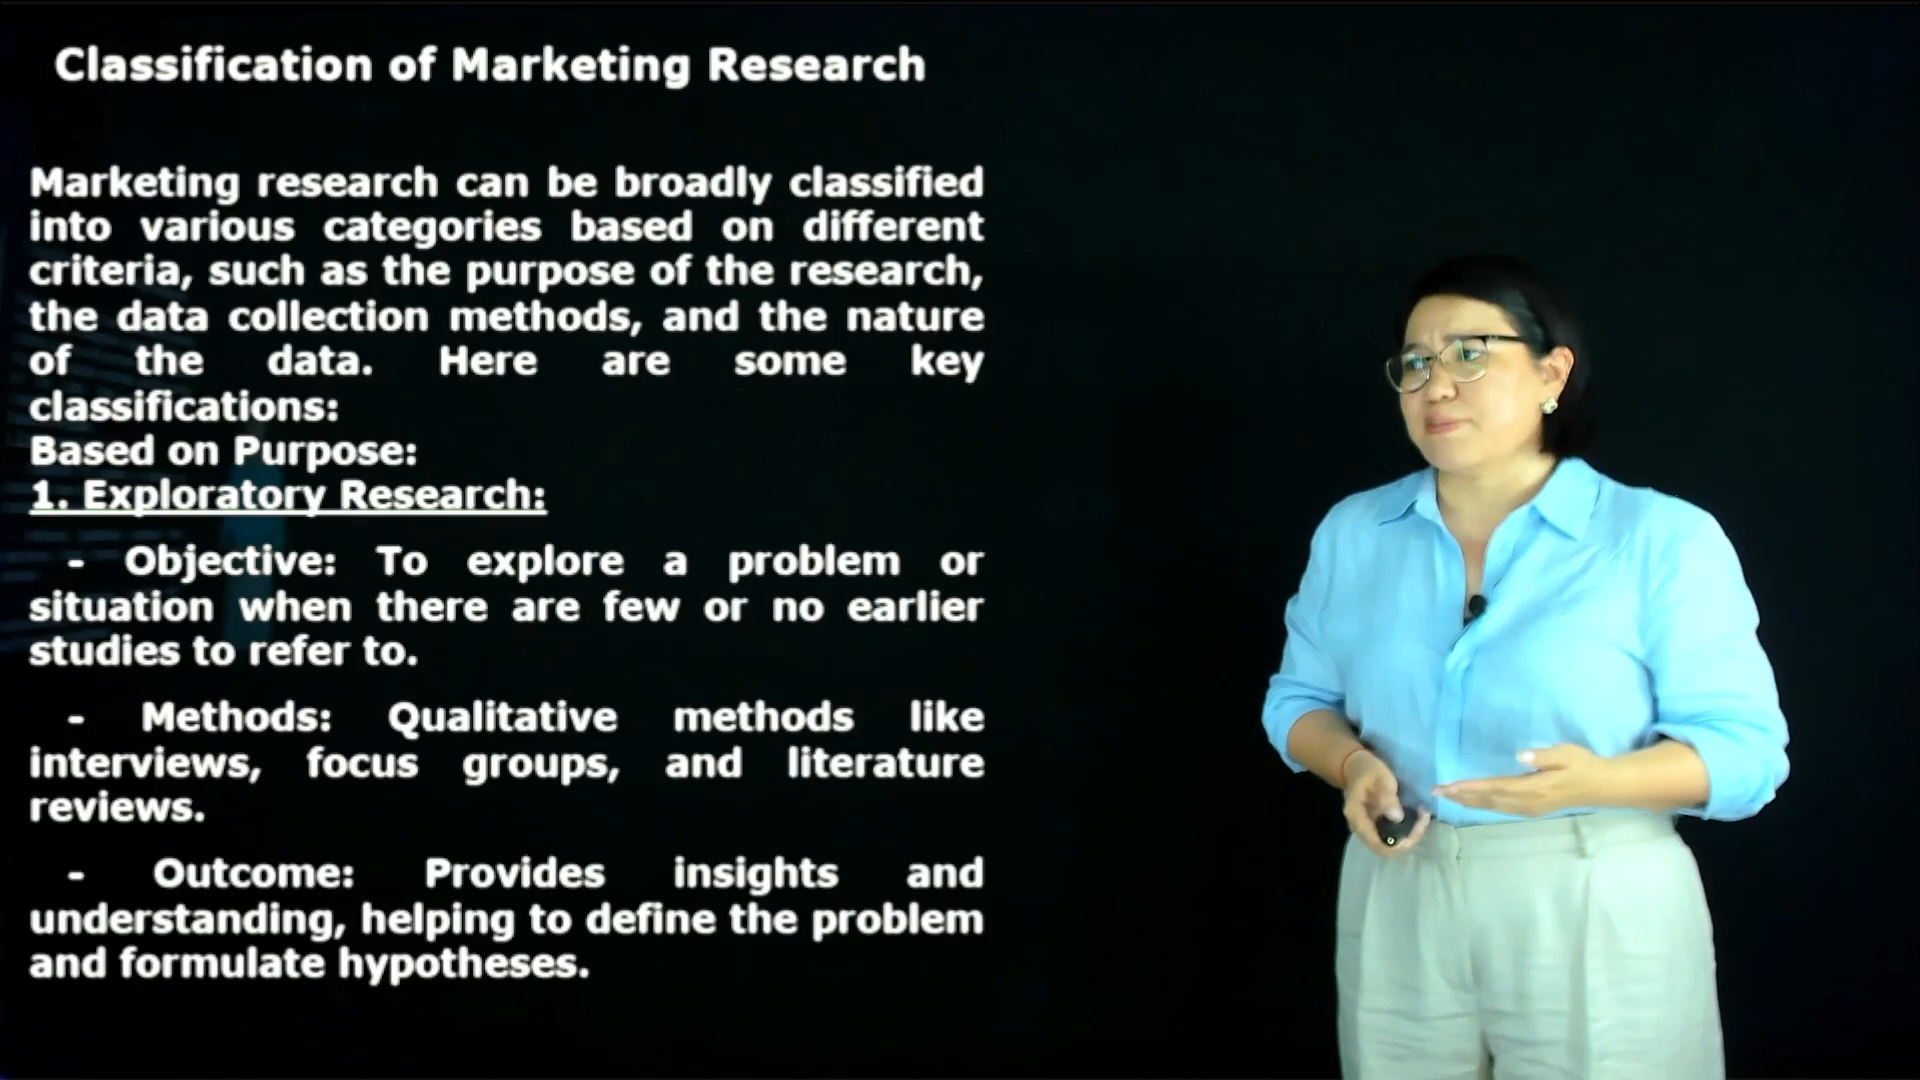 Classification of Marketing Research
Marketing research can be broadly classified
into various categories based on different
criteria, such as the purpose of the research,
the data collection methods, and the nature
of the data. Here are some key
classifications:
Based on Purpose:
1. Exploratory Research:
- Objective: To explore a problem or
situation when there are few or no earlier
studies to refer to.
- Methods: Qualitative methods like
interviews, focus groups, and literature
reviews.
- Outcome: Provides insights and
understanding, helping to define the problem
and formulate hypotheses.